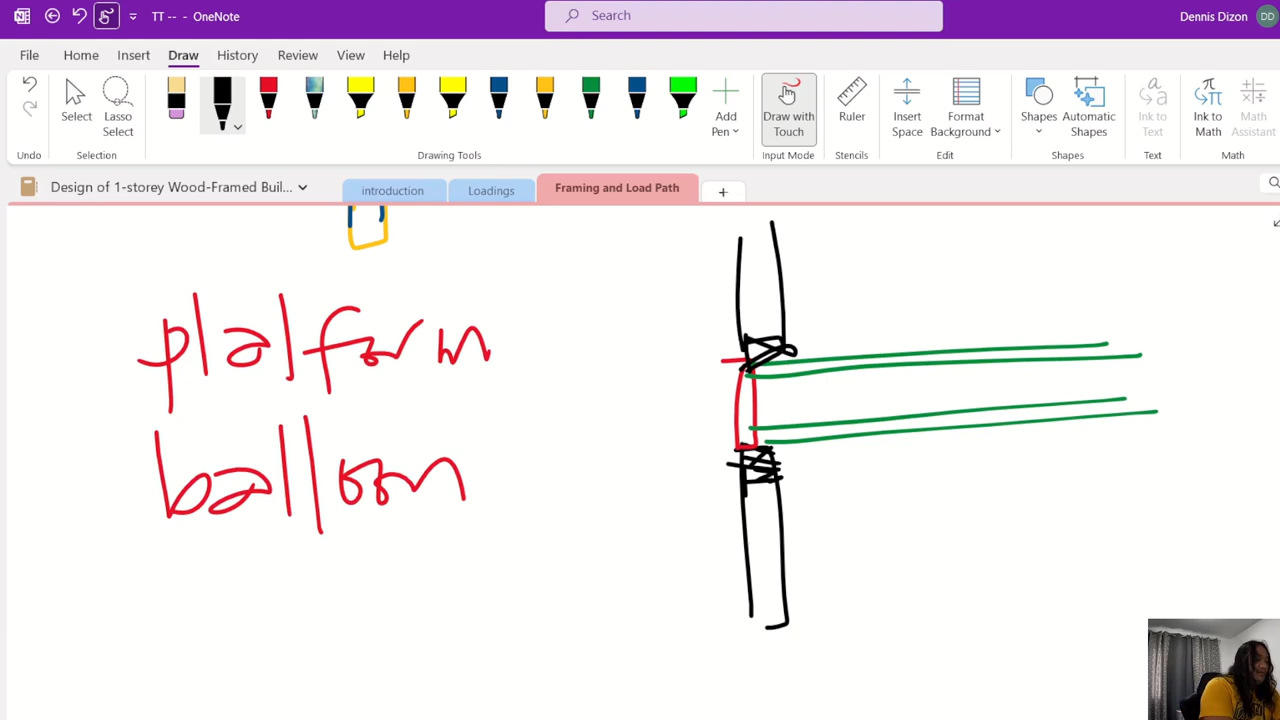 TT -- - OneNote
Search
Dennis Dizon
DD
File Home Insert Draw History Review View Help
Undo
Select
Lasso Select
Selection
Drawing Tools
Add Pen
Draw with Touch
Input Mode
Ruler
Stencils
Insert Space
Format Background
Edit
Shapes
Automatic Shapes
Shapes
Ink to Text
Text
Ink to Math
Math Assistant
Math
Design of 1-storey Wood-Framed Buil...
introduction
Loadings
Framing and Load Path
+
platform
balloon